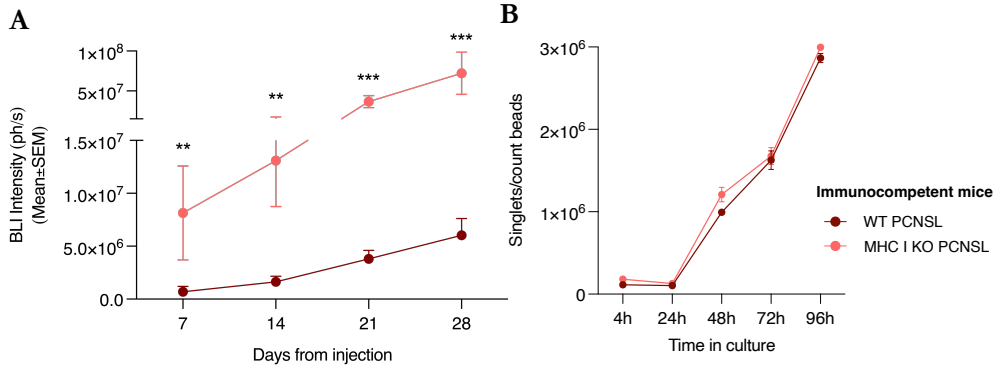 A
BLI Intensity (ph/s)
(Mean±SEM)
1×10⁸
5×10⁷
1.5×10⁷
1.0×10⁷
5.0×10⁶
0.0
**
**
***
***
7 14 21 28
Days from injection
B
Singlets/count beads
3×10⁶
2×10⁶
1×10⁶
0
4h 24h 48h 72h 96h
Time in culture
Immunocompetent mice
WT PCNSL
MHC I KO PCNSL